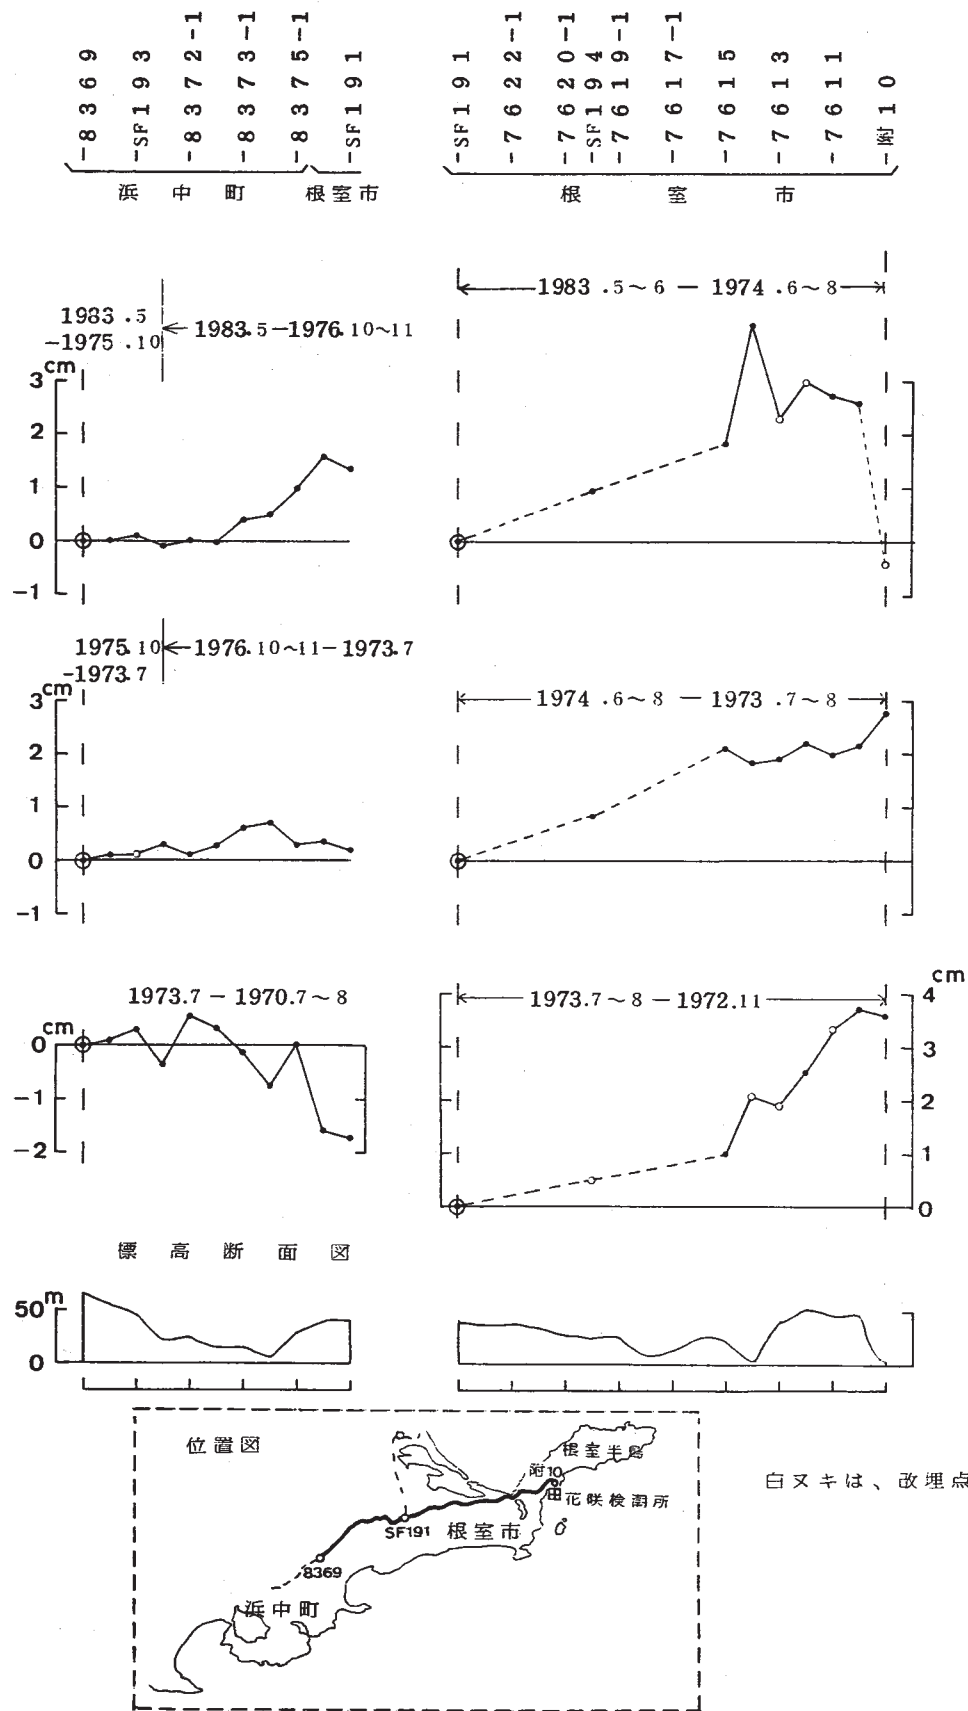 -8369
-SF193
-8372-1
-8373-1
-8375-1
-SF191
-SF191
-7622-1
-7620-1
-SF194
-7619-1
-7617-1
-7615
-7613
-7611
-附10
浜中町
根室市
根室市
1983.5
-1975.10
1983.5-1976.10~11
1983.5~6 - 1974.6~8
cm
3
2
1
0
-1
1975.10
-1973.7
1976.10~11-1973.7
1974.6~8 - 1973.7~8
cm
3
2
1
0
-1
1973.7 - 1970.7~8
1973.7~8 - 1972.11
cm
0
-1
-2
cm
4
3
2
1
0
標高断面図
50m
0
位置図
根室半島
附10
花咲検潮所
SF191
根室市
8369
浜中町
白ヌキは、改埋点